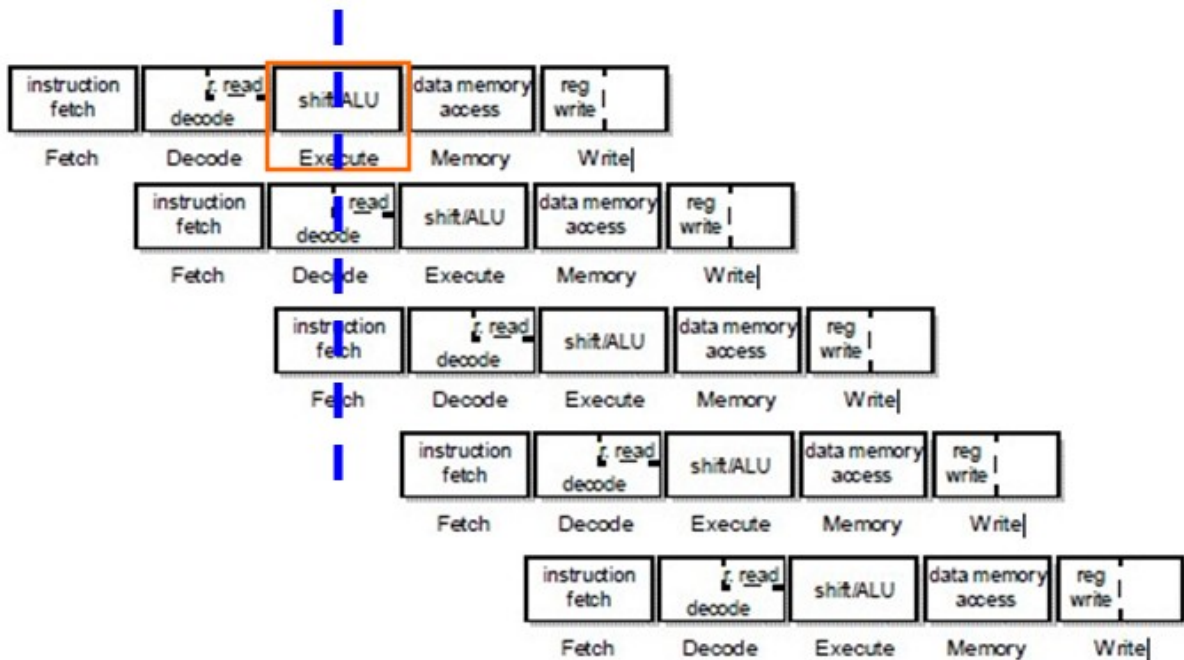 instruction fetch r. read decode shift/ALU data memory access reg write
Fetch Decode Execute Memory Write
instruction fetch r. read decode shift/ALU data memory access reg write
Fetch Decode Execute Memory Write
instruction fetch r. read decode shift/ALU data memory access reg write
Fetch Decode Execute Memory Write
instruction fetch r. read decode shift/ALU data memory access reg write
Fetch Decode Execute Memory Write
instruction fetch r. read decode shift/ALU data memory access reg write
Fetch Decode Execute Memory Write